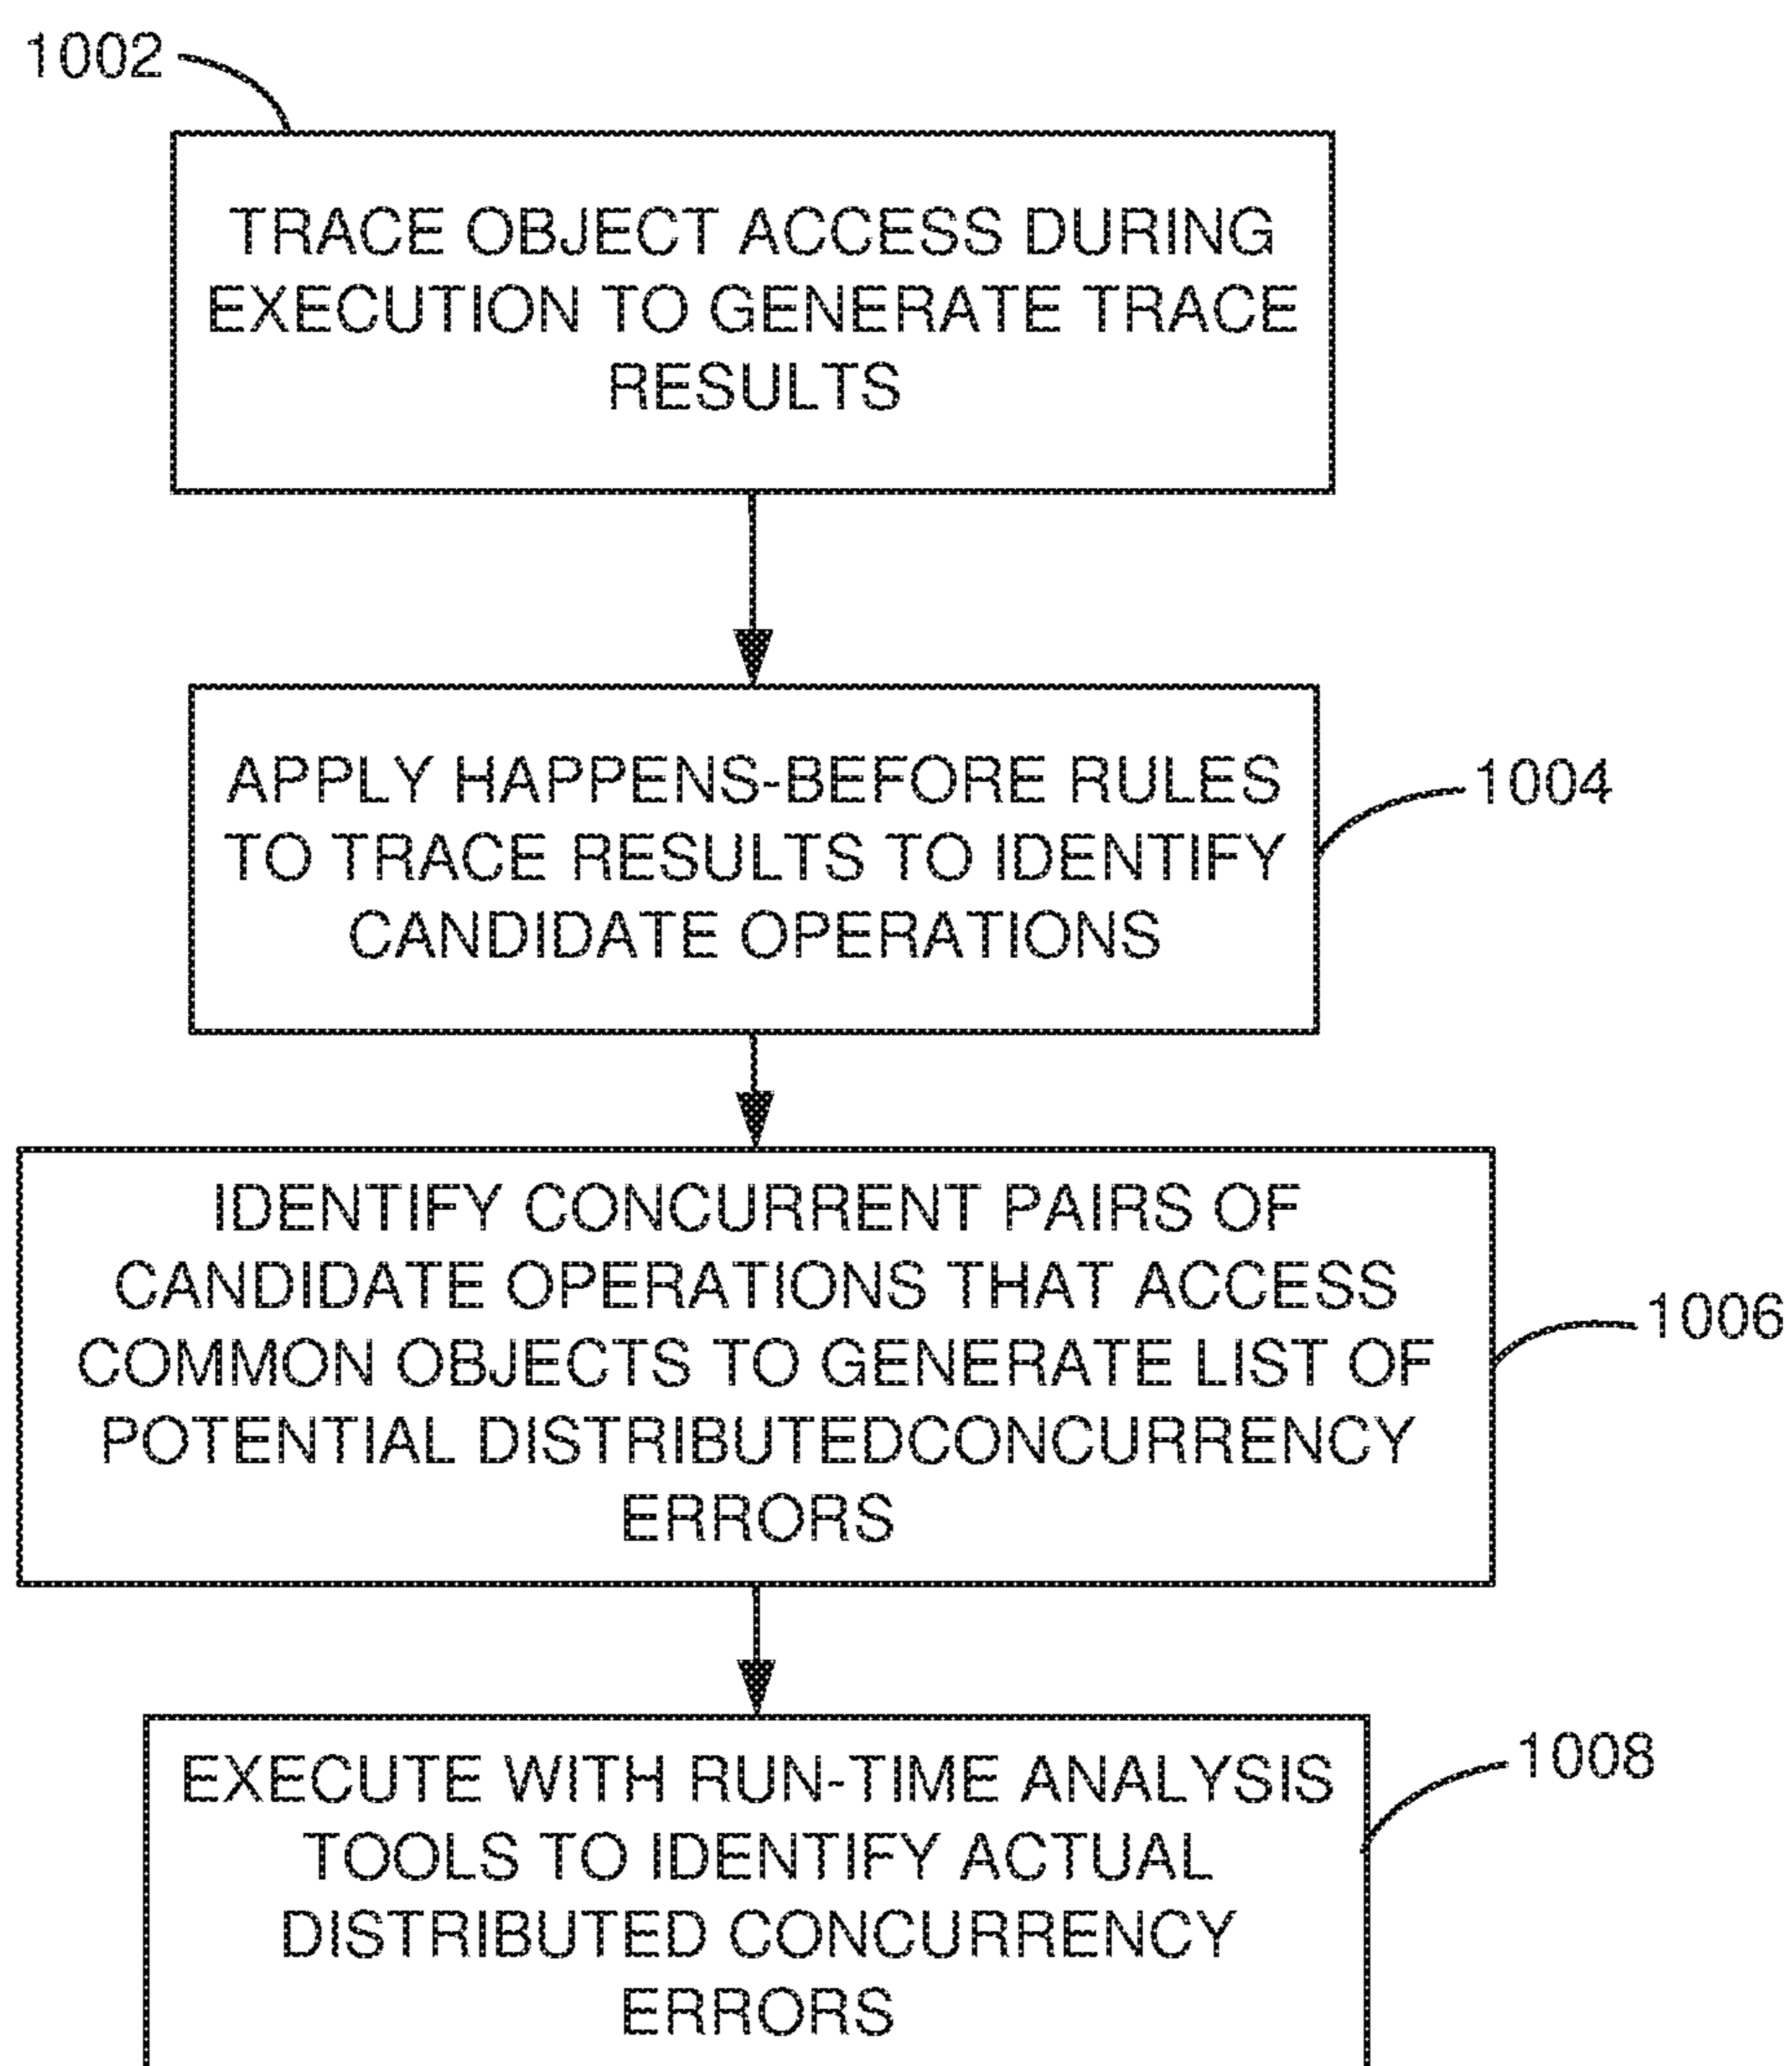 1002
TRACE OBJECT ACCESS DURING
EXECUTION TO GENERATE TRACE
RESULTS
APPLY HAPPENS-BEFORE RULES
TO TRACE RESULTS TO IDENTIFY
CANDIDATE OPERATIONS
1004
IDENTIFY CONCURRENT PAIRS OF
CANDIDATE OPERATIONS THAT ACCESS
COMMON OBJECTS TO GENERATE LIST OF
POTENTIAL DISTRIBUTEDCONCURRENCY
ERRORS
1006
EXECUTE WITH RUN-TIME ANALYSIS
TOOLS TO IDENTIFY ACTUAL
DISTRIBUTED CONCURRENCY
ERRORS
1008